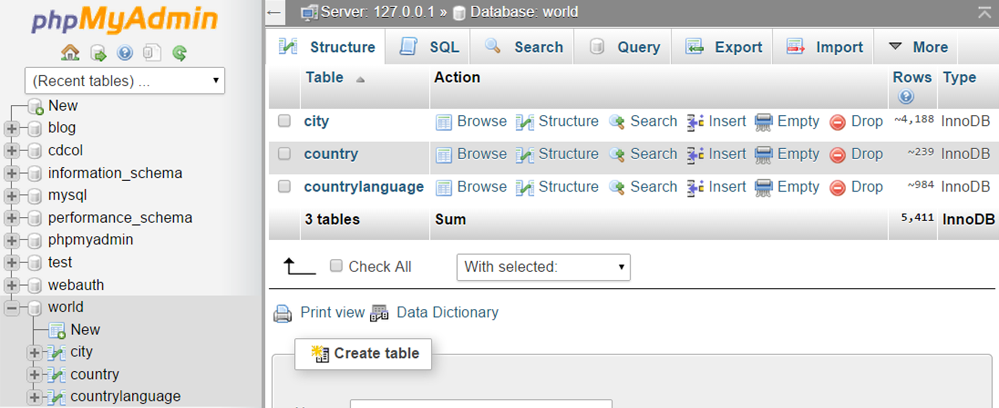 phpMyAdmin
(Recent tables) ...
New
blog
cdcol
information_schema
mysql
performance_schema
phpmyadmin
test
webauth
world
New
city
country
countrylanguage
Server: 127.0.0.1 » Database: world
Structure SQL Search Query Export Import More
Table Action Rows Type
city Browse Structure Search Insert Empty Drop ~4,188 InnoDB
country Browse Structure Search Insert Empty Drop ~239 InnoDB
countrylanguage Browse Structure Search Insert Empty Drop ~984 InnoDB
3 tables Sum 5,411 InnoDB
Check All With selected:
Print view Data Dictionary
Create table